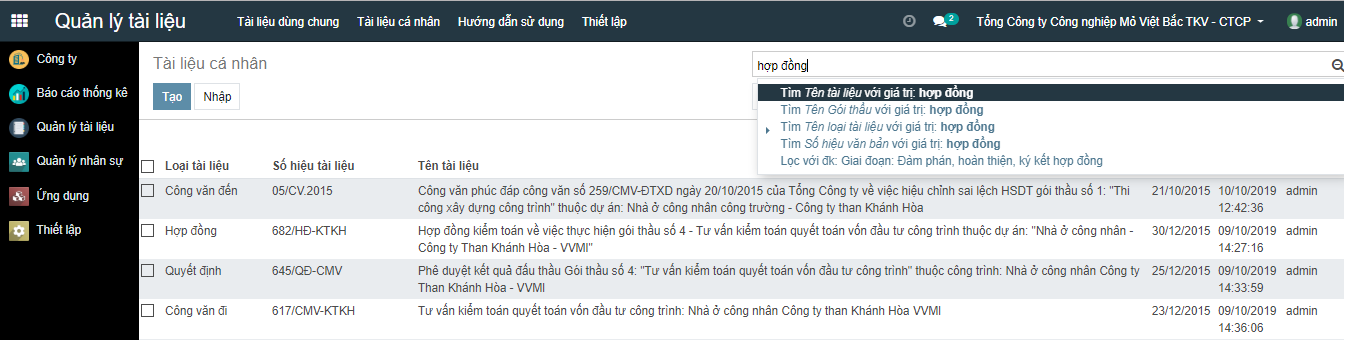 Quản lý tài liệu Tài liệu dùng chung Tài liệu cá nhân Hướng dẫn sử dụng Thiết lập 2 Tổng Công ty Công nghiệp Mỏ Việt Bắc TKV - CTCP admin
Công ty
Báo cáo thống kê
Quản lý tài liệu
Quản lý nhân sự
Ứng dụng
Thiết lập
Tài liệu cá nhân
hợp đồng
Tạo Nhập
Tìm Tên tài liệu với giá trị: hợp đồng
Tìm Tên Gói thầu với giá trị: hợp đồng
Tìm Tên loại tài liệu với giá trị: hợp đồng
Tìm Số hiệu văn bản với giá trị: hợp đồng
Lọc với đk: Giai đoạn: Đàm phán, hoàn thiện, ký kết hợp đồng
Loại tài liệu Số hiệu tài liệu Tên tài liệu
Công văn đến 05/CV.2015 Công văn phúc đáp công văn số 259/CMV-ĐTXD ngày 20/10/2015 của Tổng Công ty về việc hiệu chỉnh sai lệch HSDT gói thầu số 1: "Thi 21/10/2015 10/10/2019 admin
công xây dựng công trình" thuộc dự án: Nhà ở công nhân công trường - Công ty than Khánh Hòa 12:42:36
Hợp đồng 682/HĐ-KTKH Hợp đồng kiểm toán về việc thực hiện gói thầu số 4 - Tư vấn kiểm toán quyết toán vốn đầu tư công trình thuộc dự án: "Nhà ở công nhân - 30/12/2015 09/10/2019 admin
Công ty Than Khánh Hòa - VVMI" 14:27:16
Quyết định 645/QĐ-CMV Phê duyệt kết quả đấu thầu Gói thầu số 4: "Tư vấn kiểm toán quyết toán vốn đầu tư công trình" thuộc công trình: Nhà ở công nhân Công ty 25/12/2015 09/10/2019 admin
Than Khánh Hòa - VVMI 14:33:59
Công văn đi 617/CMV-KTKH Tư vấn kiểm toán quyết toán vốn đầu tư công trình: Nhà ở công nhân Công ty than Khánh Hòa VVMI 23/12/2015 09/10/2019 admin
14:36:06